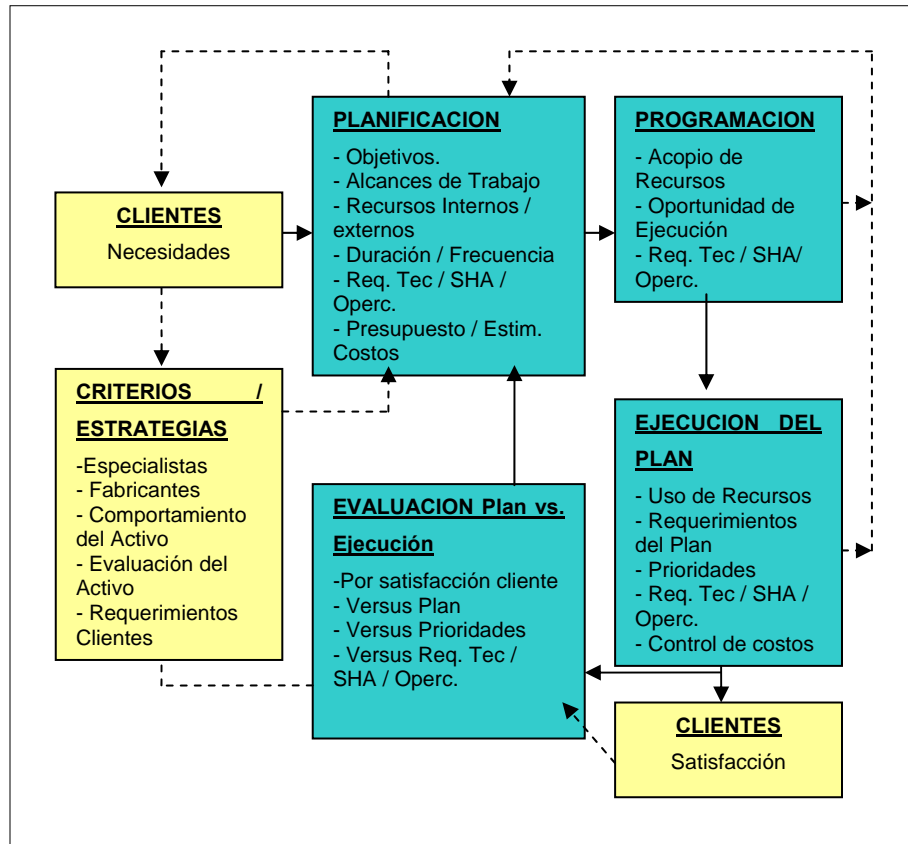 CLIENTES
Necesidades
PLANIFICACION
- Objetivos.
- Alcances de Trabajo
- Recursos Internos /
externos
- Duración / Frecuencia
- Req. Tec / SHA /
Operc.
- Presupuesto / Estim.
Costos
PROGRAMACION
- Acopio de
Recursos
- Oportunidad de
Ejecución
- Req. Tec / SHA/
Operc.
CRITERIOS /
ESTRATEGIAS
-Especialistas
- Fabricantes
- Comportamiento
del Activo
- Evaluación del
Activo
- Requerimientos
Clientes
EVALUACION Plan vs.
Ejecución
-Por satisfacción cliente
- Versus Plan
- Versus Prioridades
- Versus Req. Tec /
SHA / Operc.
EJECUCION DEL
PLAN
- Uso de Recursos
- Requerimientos
del Plan
- Prioridades
- Req. Tec / SHA /
Operc.
- Control de costos
CLIENTES
Satisfacción